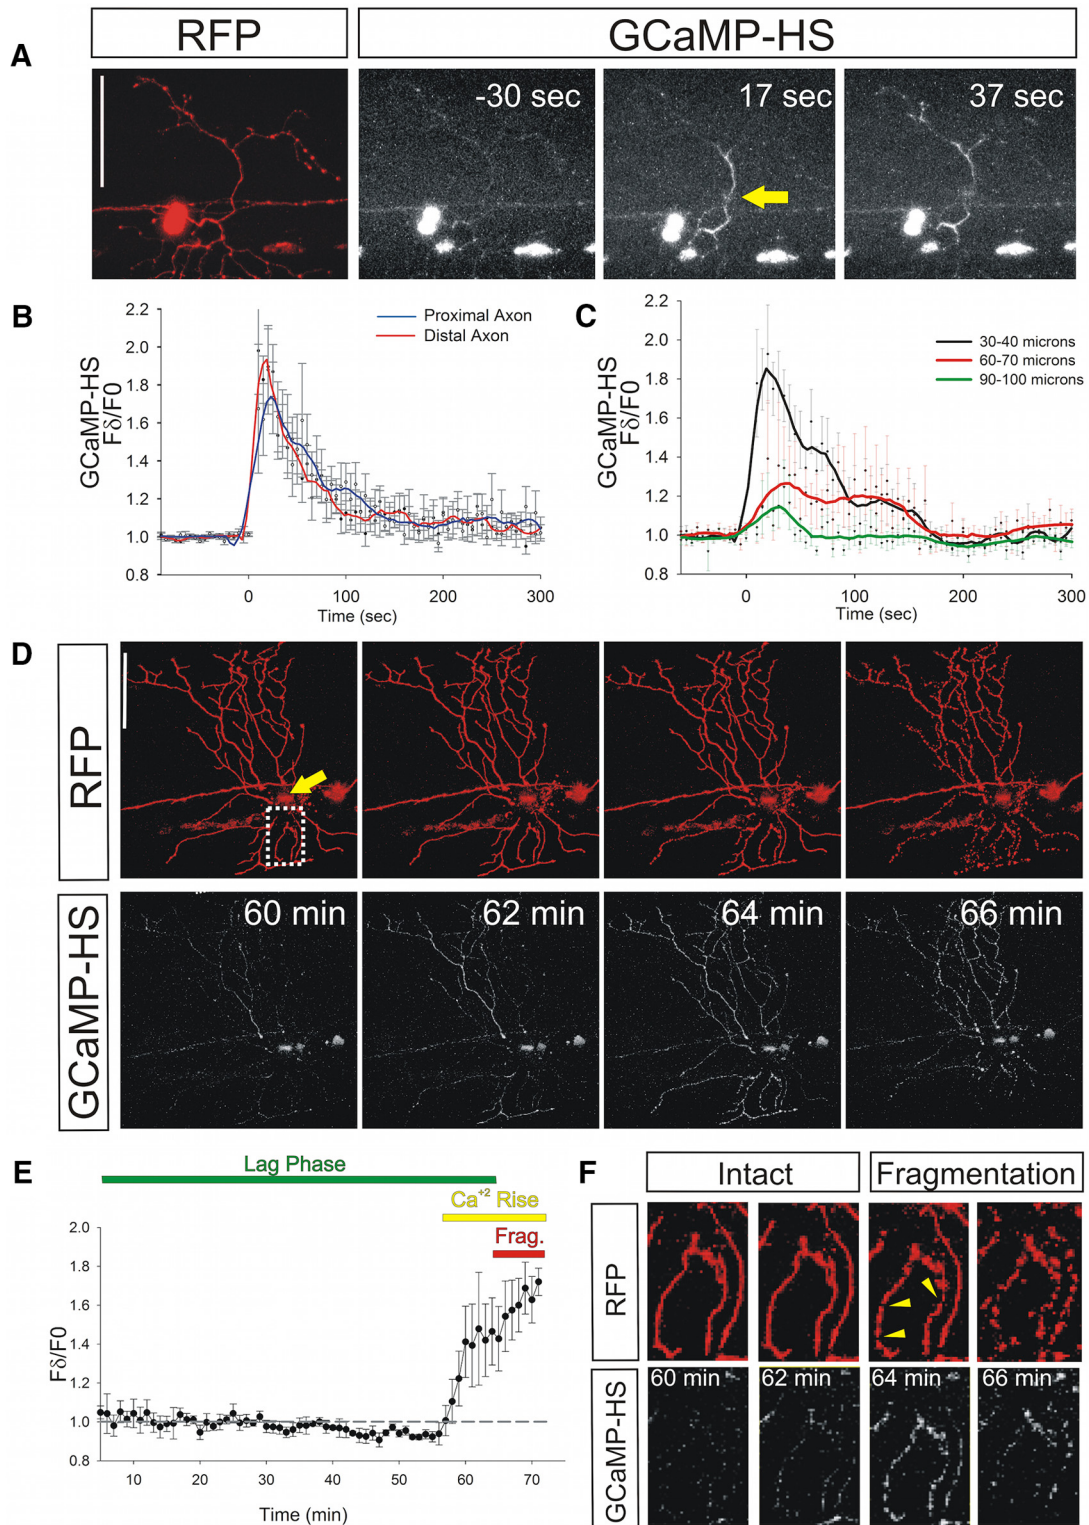 RFP
GCaMP-HS
A
-30 sec
17 sec
37 sec
B
GCaMP-HS
Fδ/F0
2.2
2.0
1.8
1.6
1.4
1.2
1.0
0.8
Proximal Axon
Distal Axon
0
100
200
300
Time (sec)
C
GCaMP-HS
Fδ/F0
2.2
2.0
1.8
1.6
1.4
1.2
1.0
0.8
30-40 microns
60-70 microns
90-100 microns
0
100
200
300
Time (sec)
D
RFP
GCaMP-HS
60 min
62 min
64 min
66 min
E
Lag Phase
Ca+2 Rise
Frag.
Fδ/F0
2.0
1.8
1.6
1.4
1.2
1.0
0.8
10
20
30
40
50
60
70
Time (min)
F
Intact
Fragmentation
RFP
GCaMP-HS
60 min
62 min
64 min
66 min